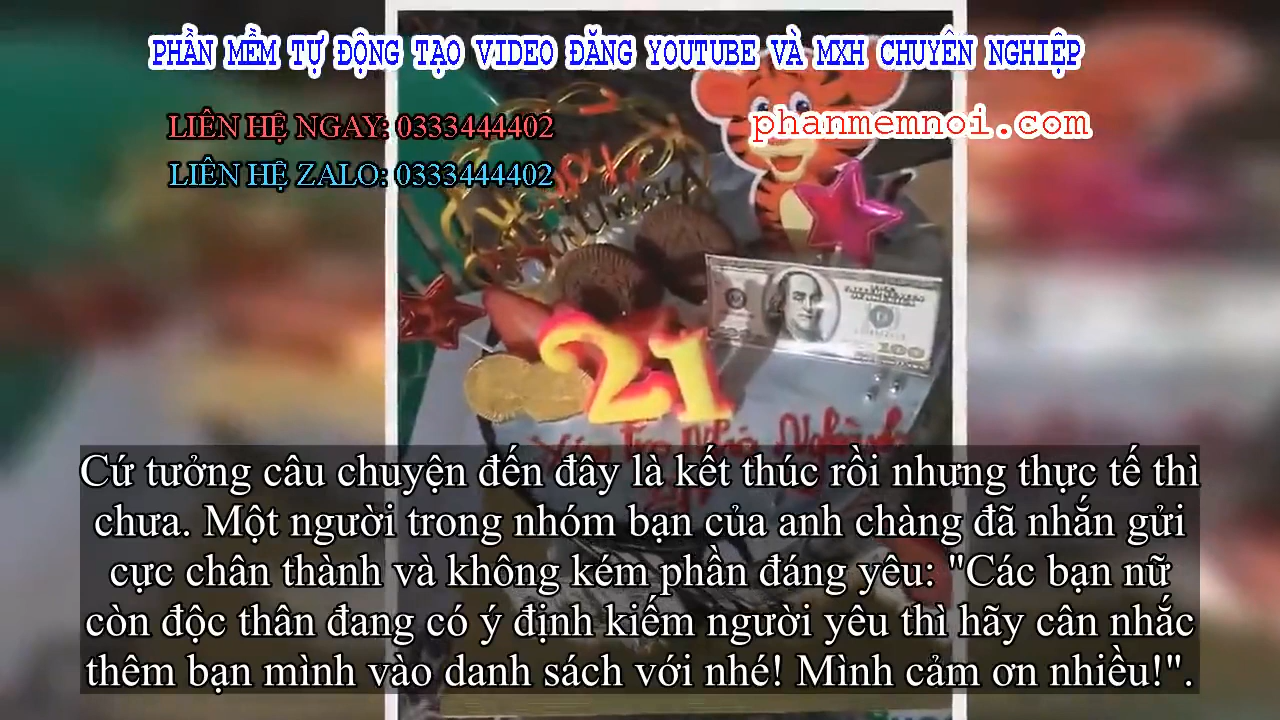 PHẦN MỀM TỰ ĐỘNG TẠO VIDEO ĐĂNG YOUTUBE VÀ MXH CHUYÊN NGHIỆP
LIÊN HỆ NGAY: 0333444402
phanmemnoi.com
LIÊN HỆ ZALO: 0333444402
100
21
Cứ tưởng câu chuyện đến đây là kết thúc rồi nhưng thực tế thì
chưa. Một người trong nhóm bạn của anh chàng đã nhắn gửi
cực chân thành và không kém phần đáng yêu: "Các bạn nữ
còn độc thân đang có ý định kiếm người yêu thì hãy cân nhắc
thêm bạn mình vào danh sách với nhé! Mình cảm ơn nhiều!".